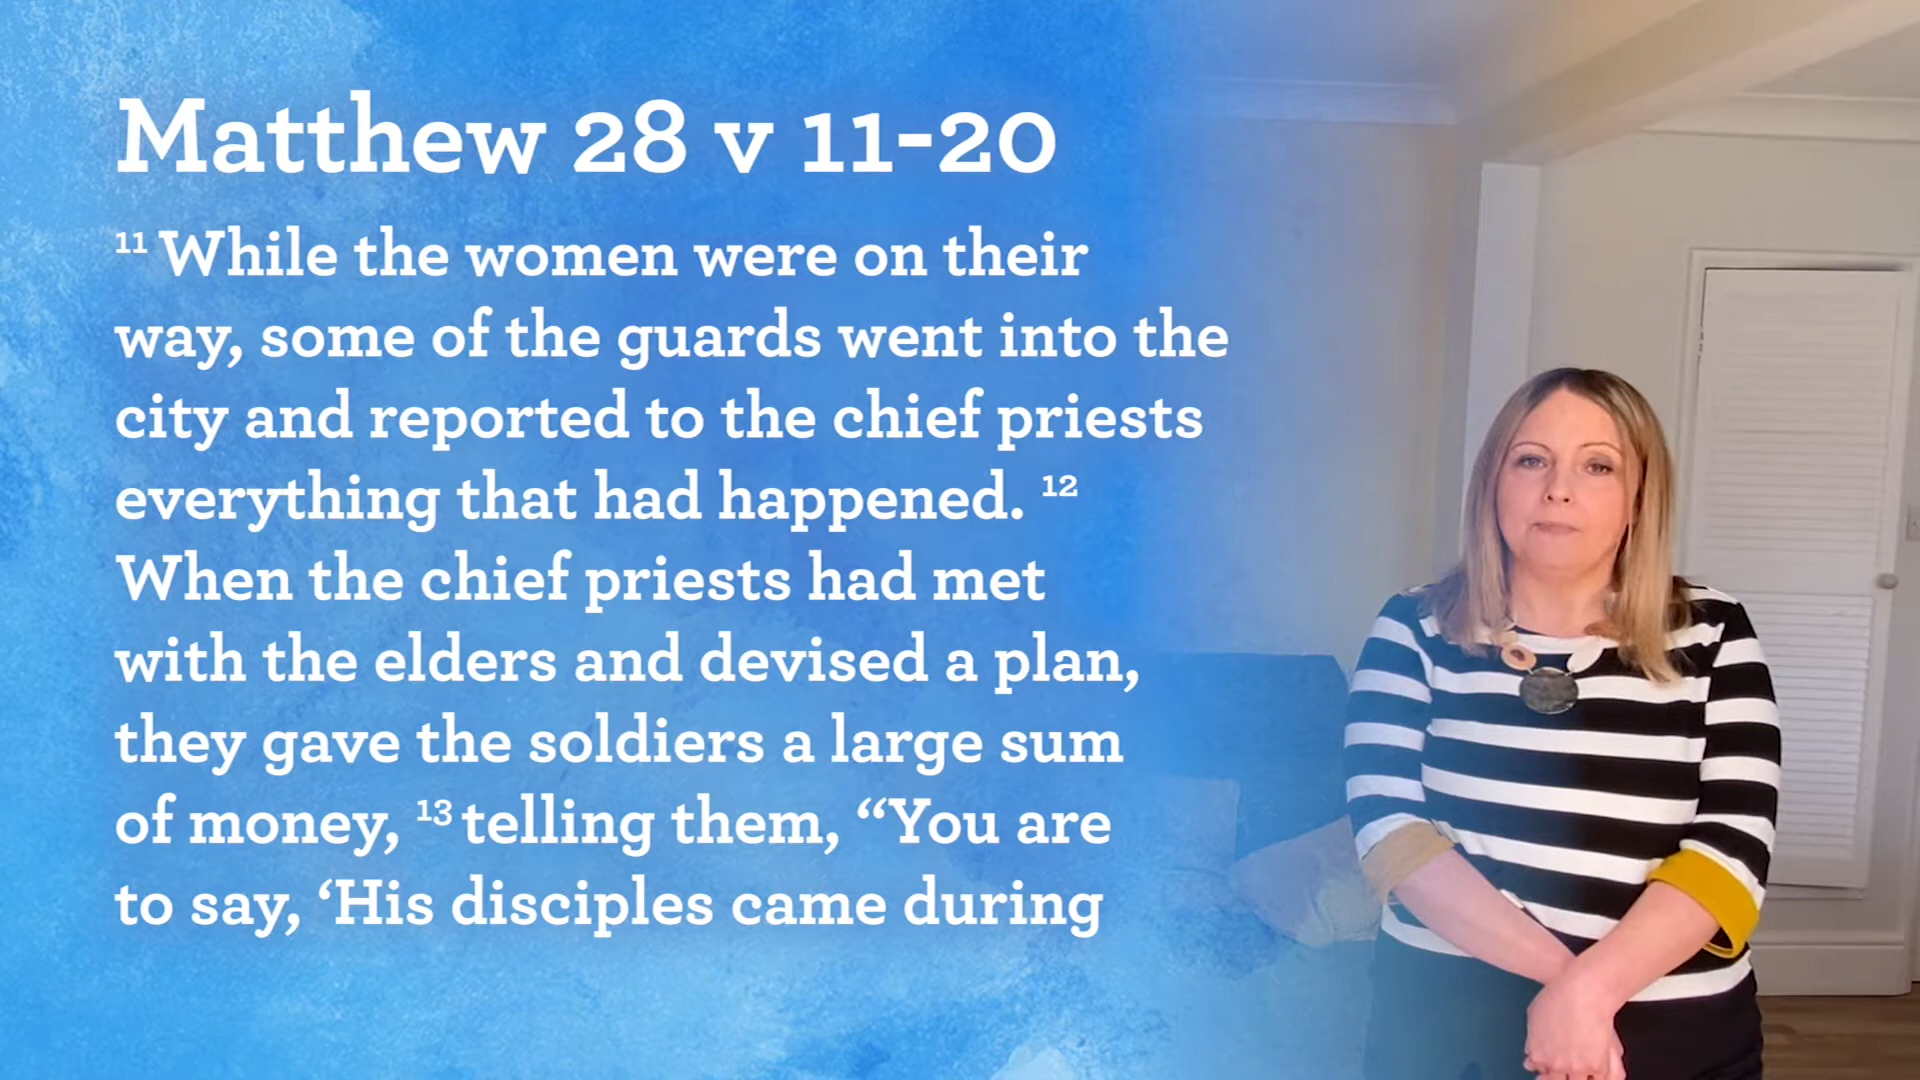 Matthew 28 v 11-20
11 While the women were on their
way, some of the guards went into the
city and reported to the chief priests
everything that had happened. 12
When the chief priests had met
with the elders and devised a plan,
they gave the soldiers a large sum
of money, 13 telling them, “You are
to say, ‘His disciples came during